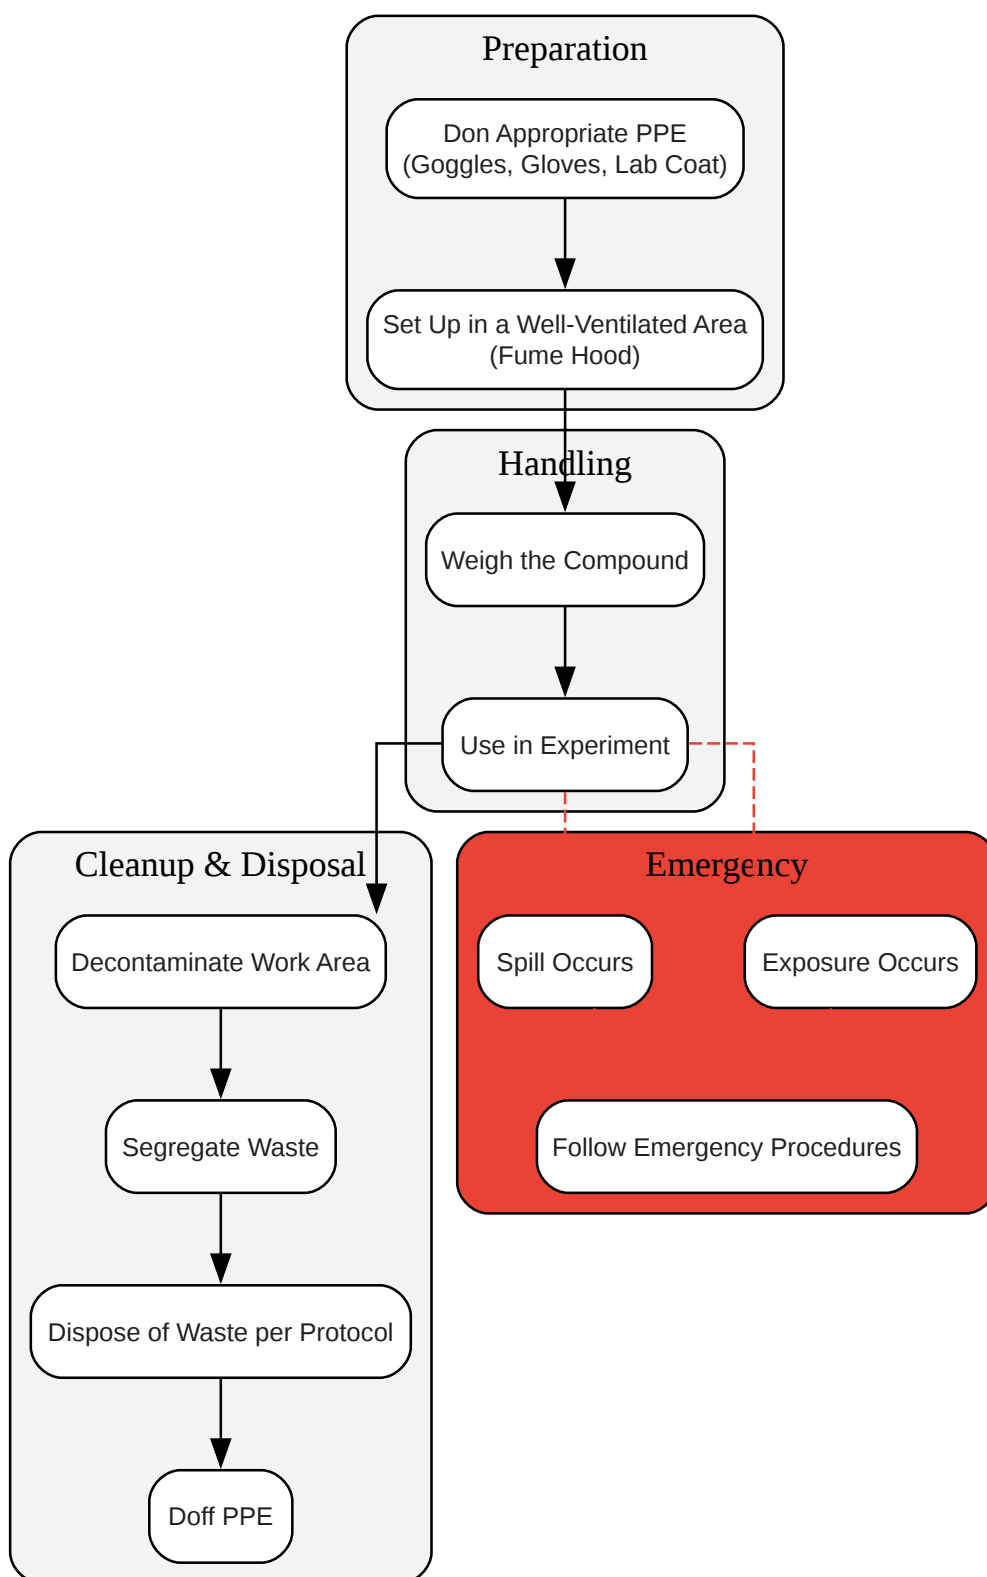 Preparation
Don Appropriate PPE
(Goggles, Gloves, Lab Coat)
Set Up in a Well-Ventilated Area
(Fume Hood)
Handling
Weigh the Compound
Use in Experiment
Cleanup & Disposal
Decontaminate Work Area
Segregate Waste
Dispose of Waste per Protocol
Doff PPE
Emergency
Spill Occurs
Exposure Occurs
Follow Emergency Procedures